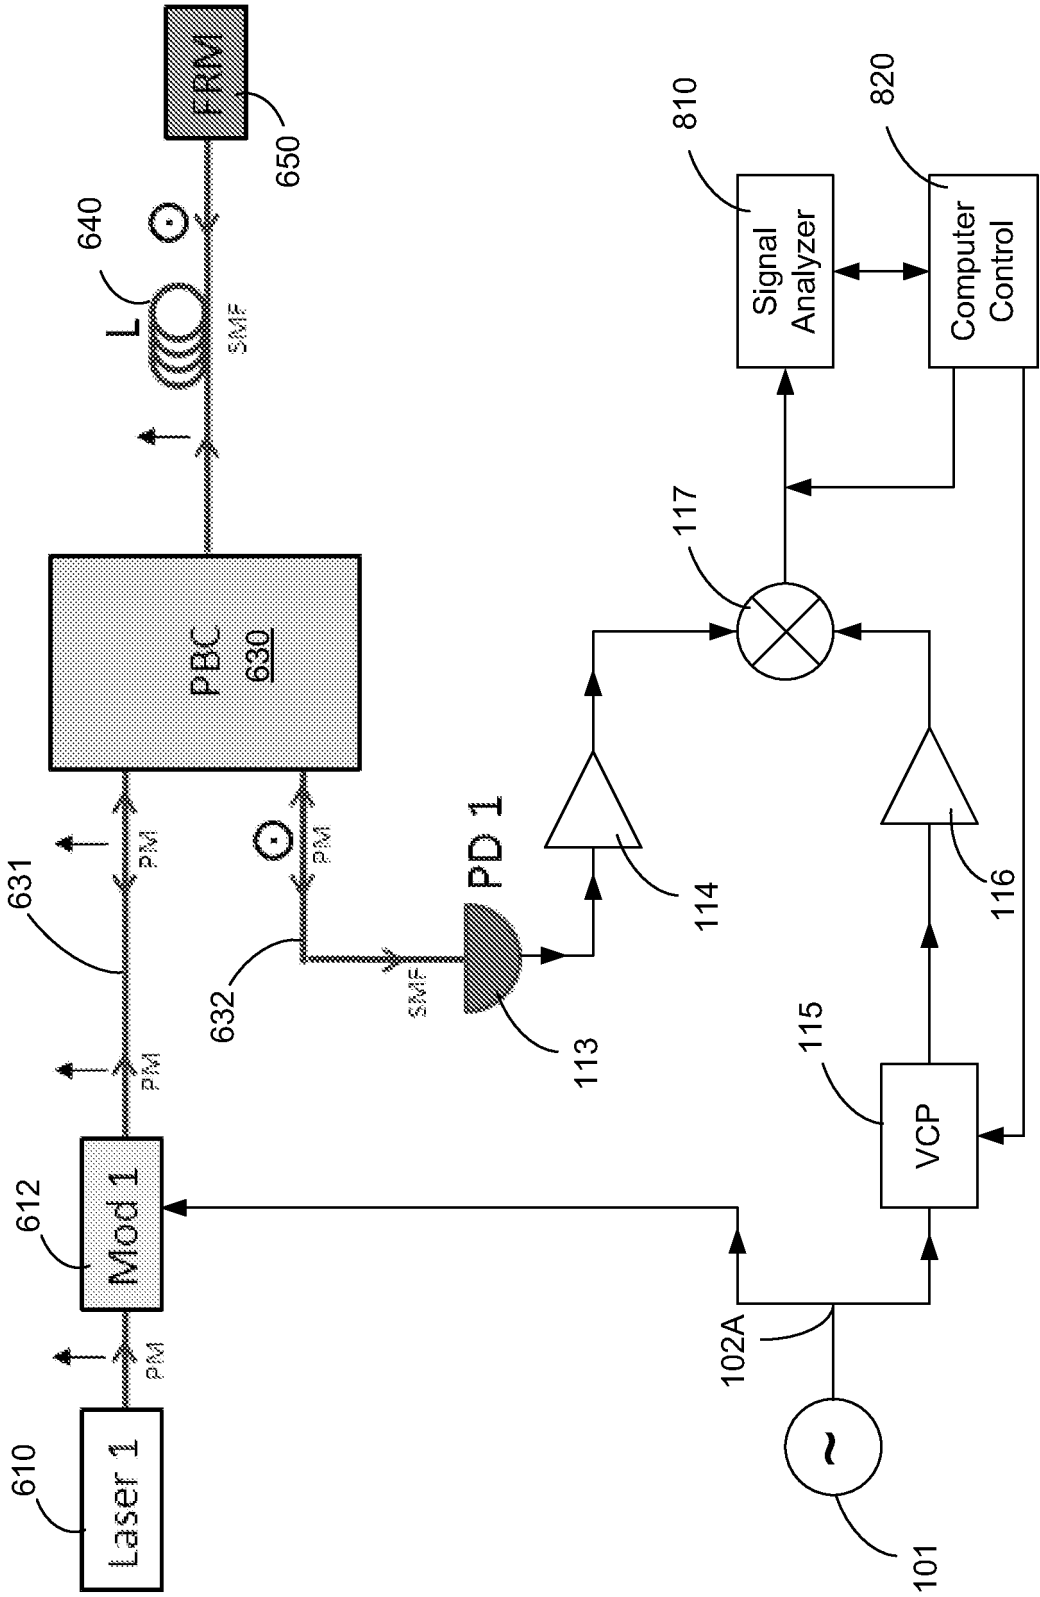 610
Laser 1
PM
612
Mod 1
PM
631
PM
PBC
630
632
PM
SMF
PD 1
113
L
640
SMF
FRM
650
114
117
Signal
Analyzer
810
Computer
Control
820
101
~
102A
VCP
115
116